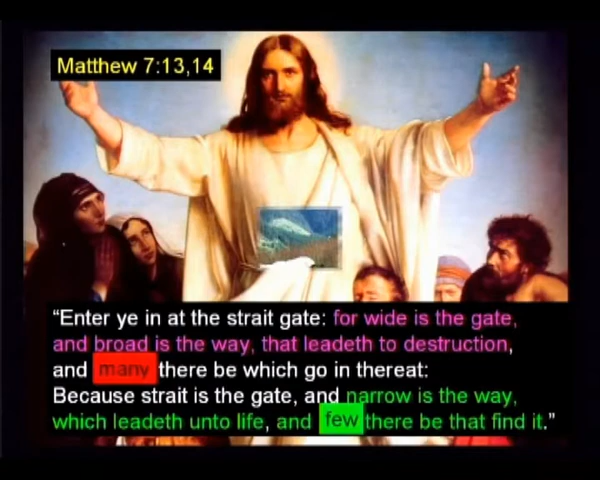 Matthew 7:13,14
“Enter ye in at the strait gate: for wide is the gate,
and broad is the way, that leadeth to destruction,
and many there be which go in thereat:
Because strait is the gate, and narrow is the way,
which leadeth unto life, and few there be that find it.”